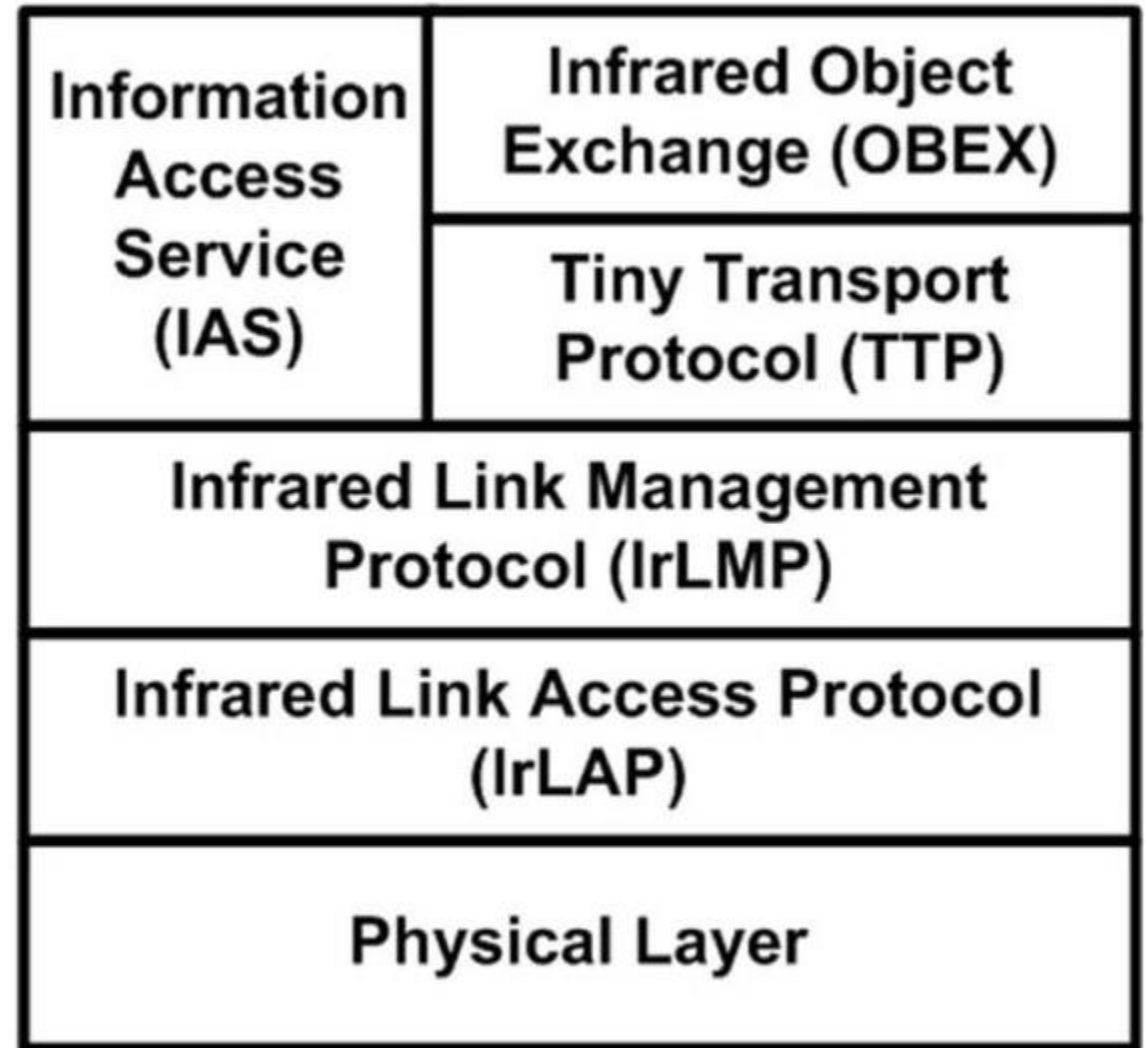 Information
Access
Service
(IAS)
Infrared Object
Exchange (OBEX)
Tiny Transport
Protocol (TTP)
Infrared Link Management
Protocol (IrLMP)
Infrared Link Access Protocol
(IrLAP)
Physical Layer